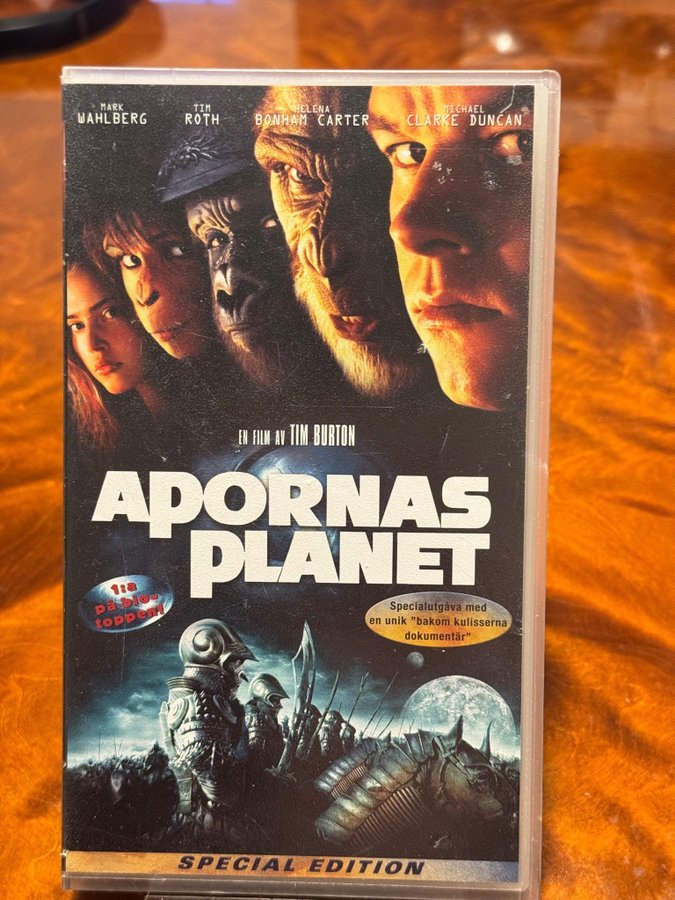 MARK
WAHLBERG
TIM
ROTH
HELENA
BONHAM CARTER
MICHAEL
CLARKE DUNCAN
EN FILM AV TIM BURTON
APORNAS
PLANET
1:a
på bio-
toppen!
Specialutgåva med
en unik "bakom kulisserna
dokumentär"
SPECIAL EDITION